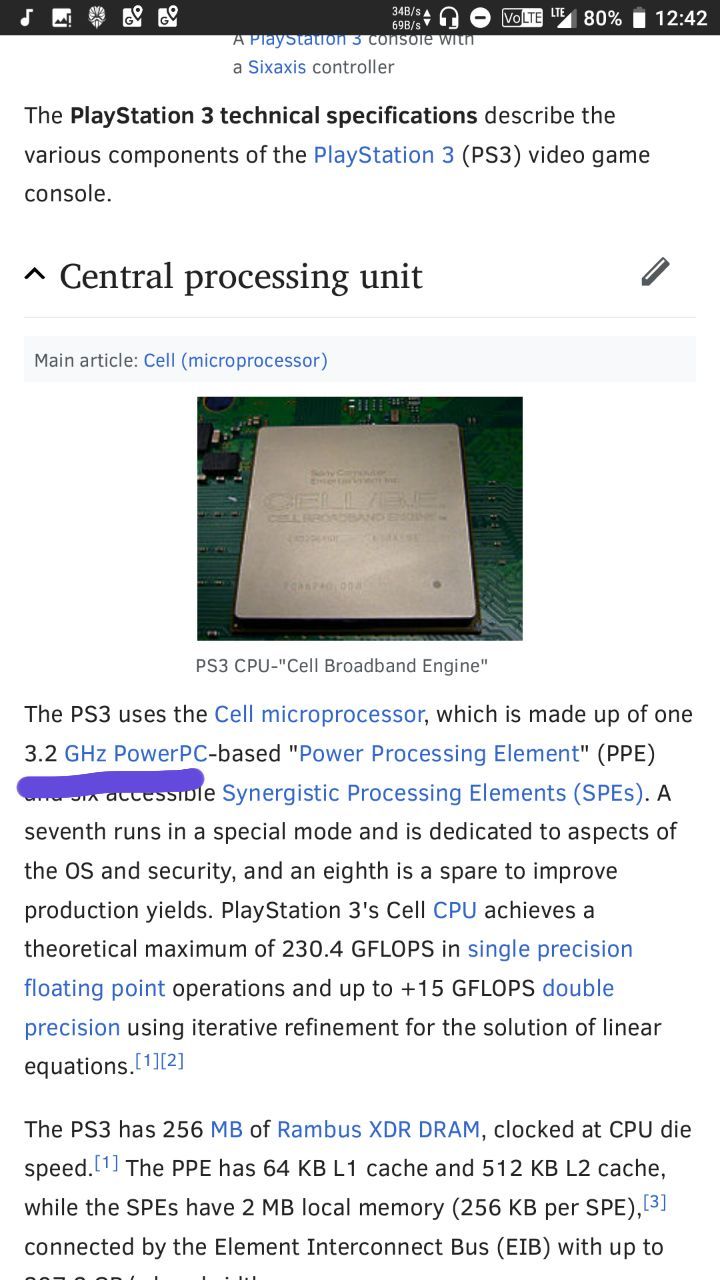 34B/s
69B/s
VoLTE
LTE
80%
12:42
A PlayStation 3 console with
a Sixaxis controller
The PlayStation 3 technical specifications describe the
various components of the PlayStation 3 (PS3) video game
console.
Central processing unit
Main article: Cell (microprocessor)
Sony Computer
Entertainment Inc.
CELL/B.E.
CELL BROADBAND ENGINE
PS3 CPU-"Cell Broadband Engine"
The PS3 uses the Cell microprocessor, which is made up of one
3.2 GHz PowerPC-based "Power Processing Element" (PPE)
and six accessible Synergistic Processing Elements (SPEs). A
seventh runs in a special mode and is dedicated to aspects of
the OS and security, and an eighth is a spare to improve
production yields. PlayStation 3's Cell CPU achieves a
theoretical maximum of 230.4 GFLOPS in single precision
floating point operations and up to +15 GFLOPS double
precision using iterative refinement for the solution of linear
equations.[1][2]
The PS3 has 256 MB of Rambus XDR DRAM, clocked at CPU die
speed.[1] The PPE has 64 KB L1 cache and 512 KB L2 cache,
while the SPEs have 2 MB local memory (256 KB per SPE),[3]
connected by the Element Interconnect Bus (EIB) with up to